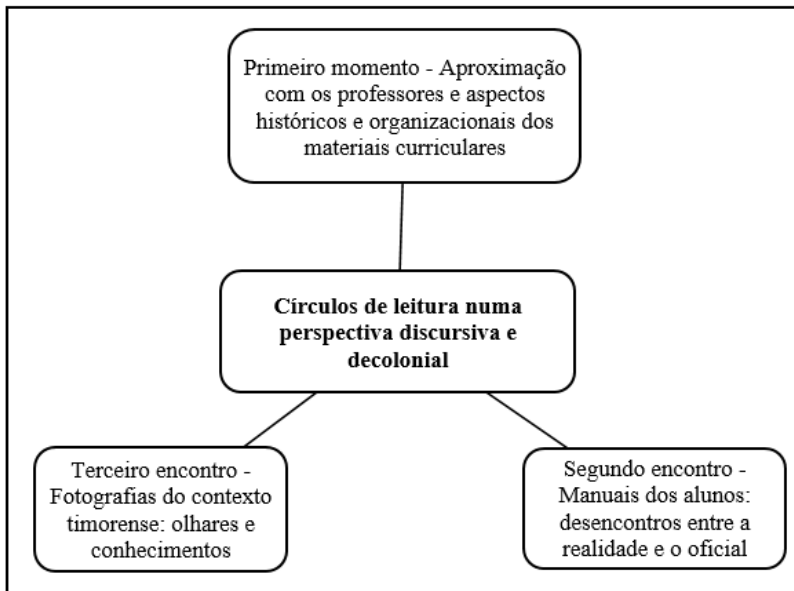 Primeiro momento - Aproximação
com os professores e aspectos
históricos e organizacionais dos
materiais curriculares
Círculos de leitura numa
perspectiva discursiva e
decolonial
Terceiro encontro -
Fotografias do contexto
timorense: olhares e
conhecimentos
Segundo encontro -
Manuais dos alunos:
desencontros entre a
realidade e o oficial